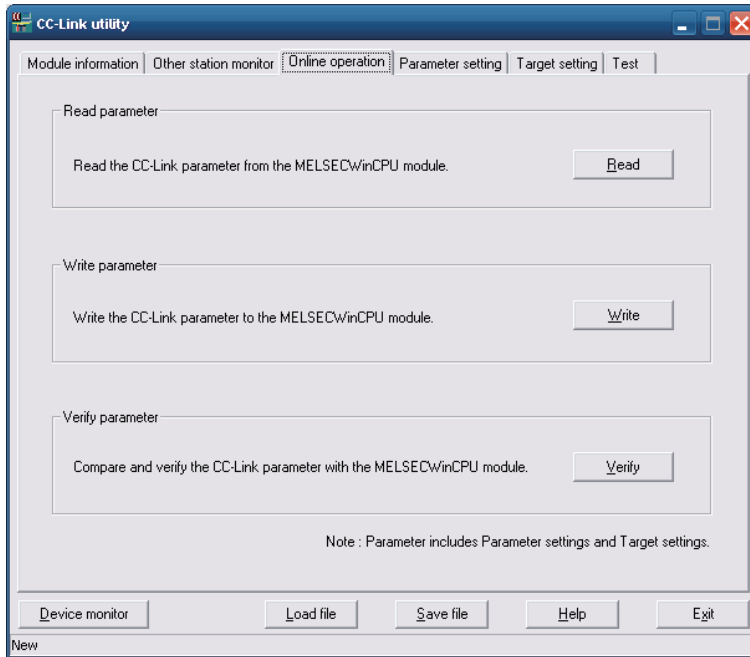 CC-Link utility
Module information Other station monitor Online operation Parameter setting Target setting Test
Read parameter
Read the CC-Link parameter from the MELSECWinCPU module.
Read
Write parameter
Write the CC-Link parameter to the MELSECWinCPU module.
Write
Verify parameter
Compare and verify the CC-Link parameter with the MELSECWinCPU module.
Verify
Note : Parameter includes Parameter settings and Target settings.
Device monitor Load file Save file Help Exit
New